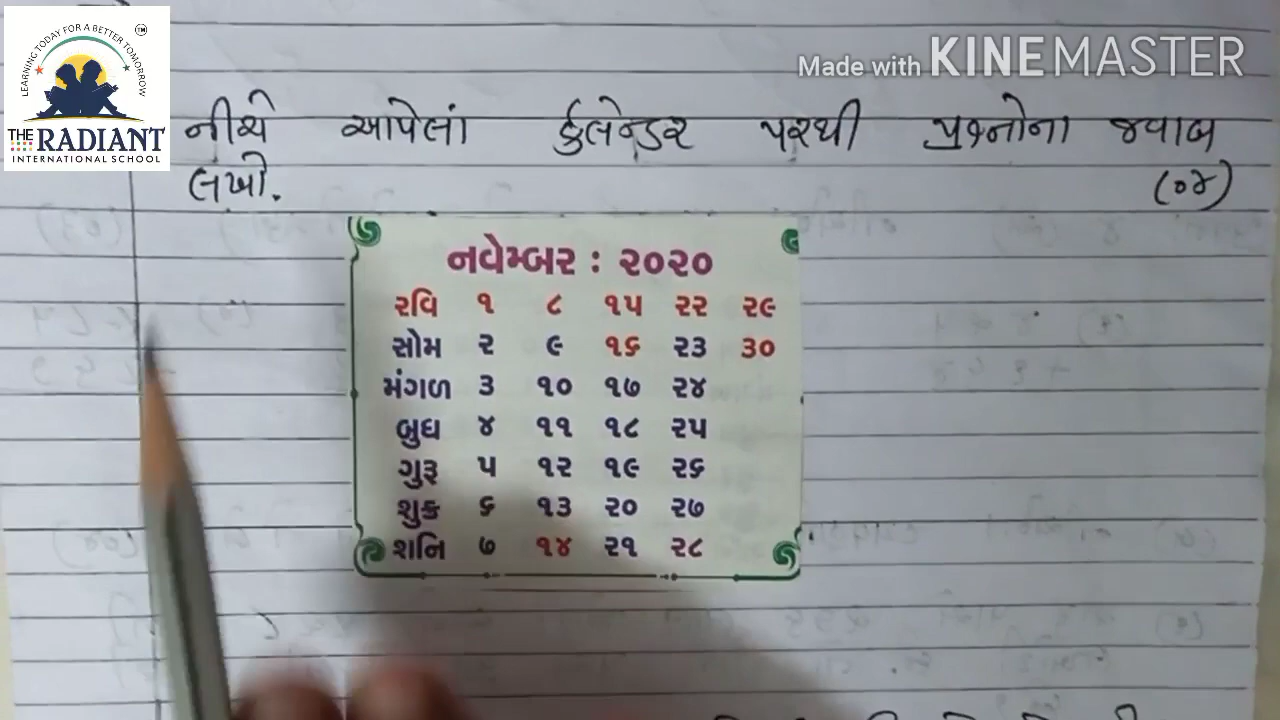 LEARNING TODAY FOR A BETTER TOMORROW
TM
THE RADIANT
INTERNATIONAL SCHOOL
Made with KINEMASTER
નીચે આપેલાં કેલેન્ડર પરથી પ્રશ્નોના જવાબ
લખો. (૦૪)
નવેમ્બર : ૨૦૨૦
રવિ ૧ ૮ ૧૫ ૨૨ ૨૯
સોમ ૨ ૯ ૧૬ ૨૩ ૩૦
મંગળ ૩ ૧૦ ૧૭ ૨૪
બુધ ૪ ૧૧ ૧૮ ૨૫
ગુરૂ ૫ ૧૨ ૧૯ ૨૬
શુક્ર ૬ ૧૩ ૨૦ ૨૭
શનિ ૭ ૧૪ ૨૧ ૨૮